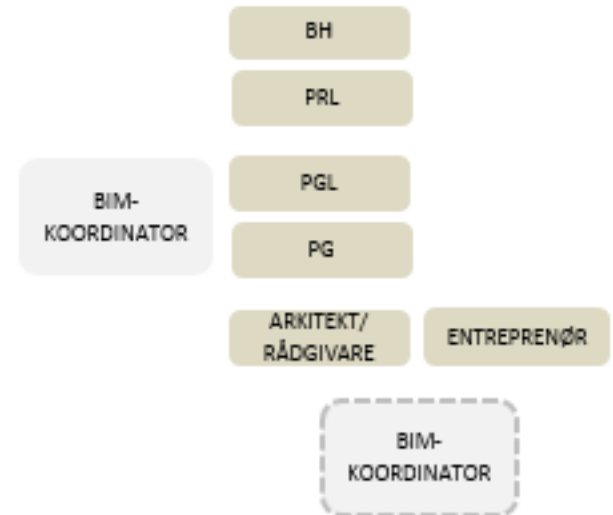 BH
PRL
BIM-
KOORDINATOR
PGL
PG
ARKITEKT/
RÅDGIVARE
ENTREPRENØR
BIM-
KOORDINATOR